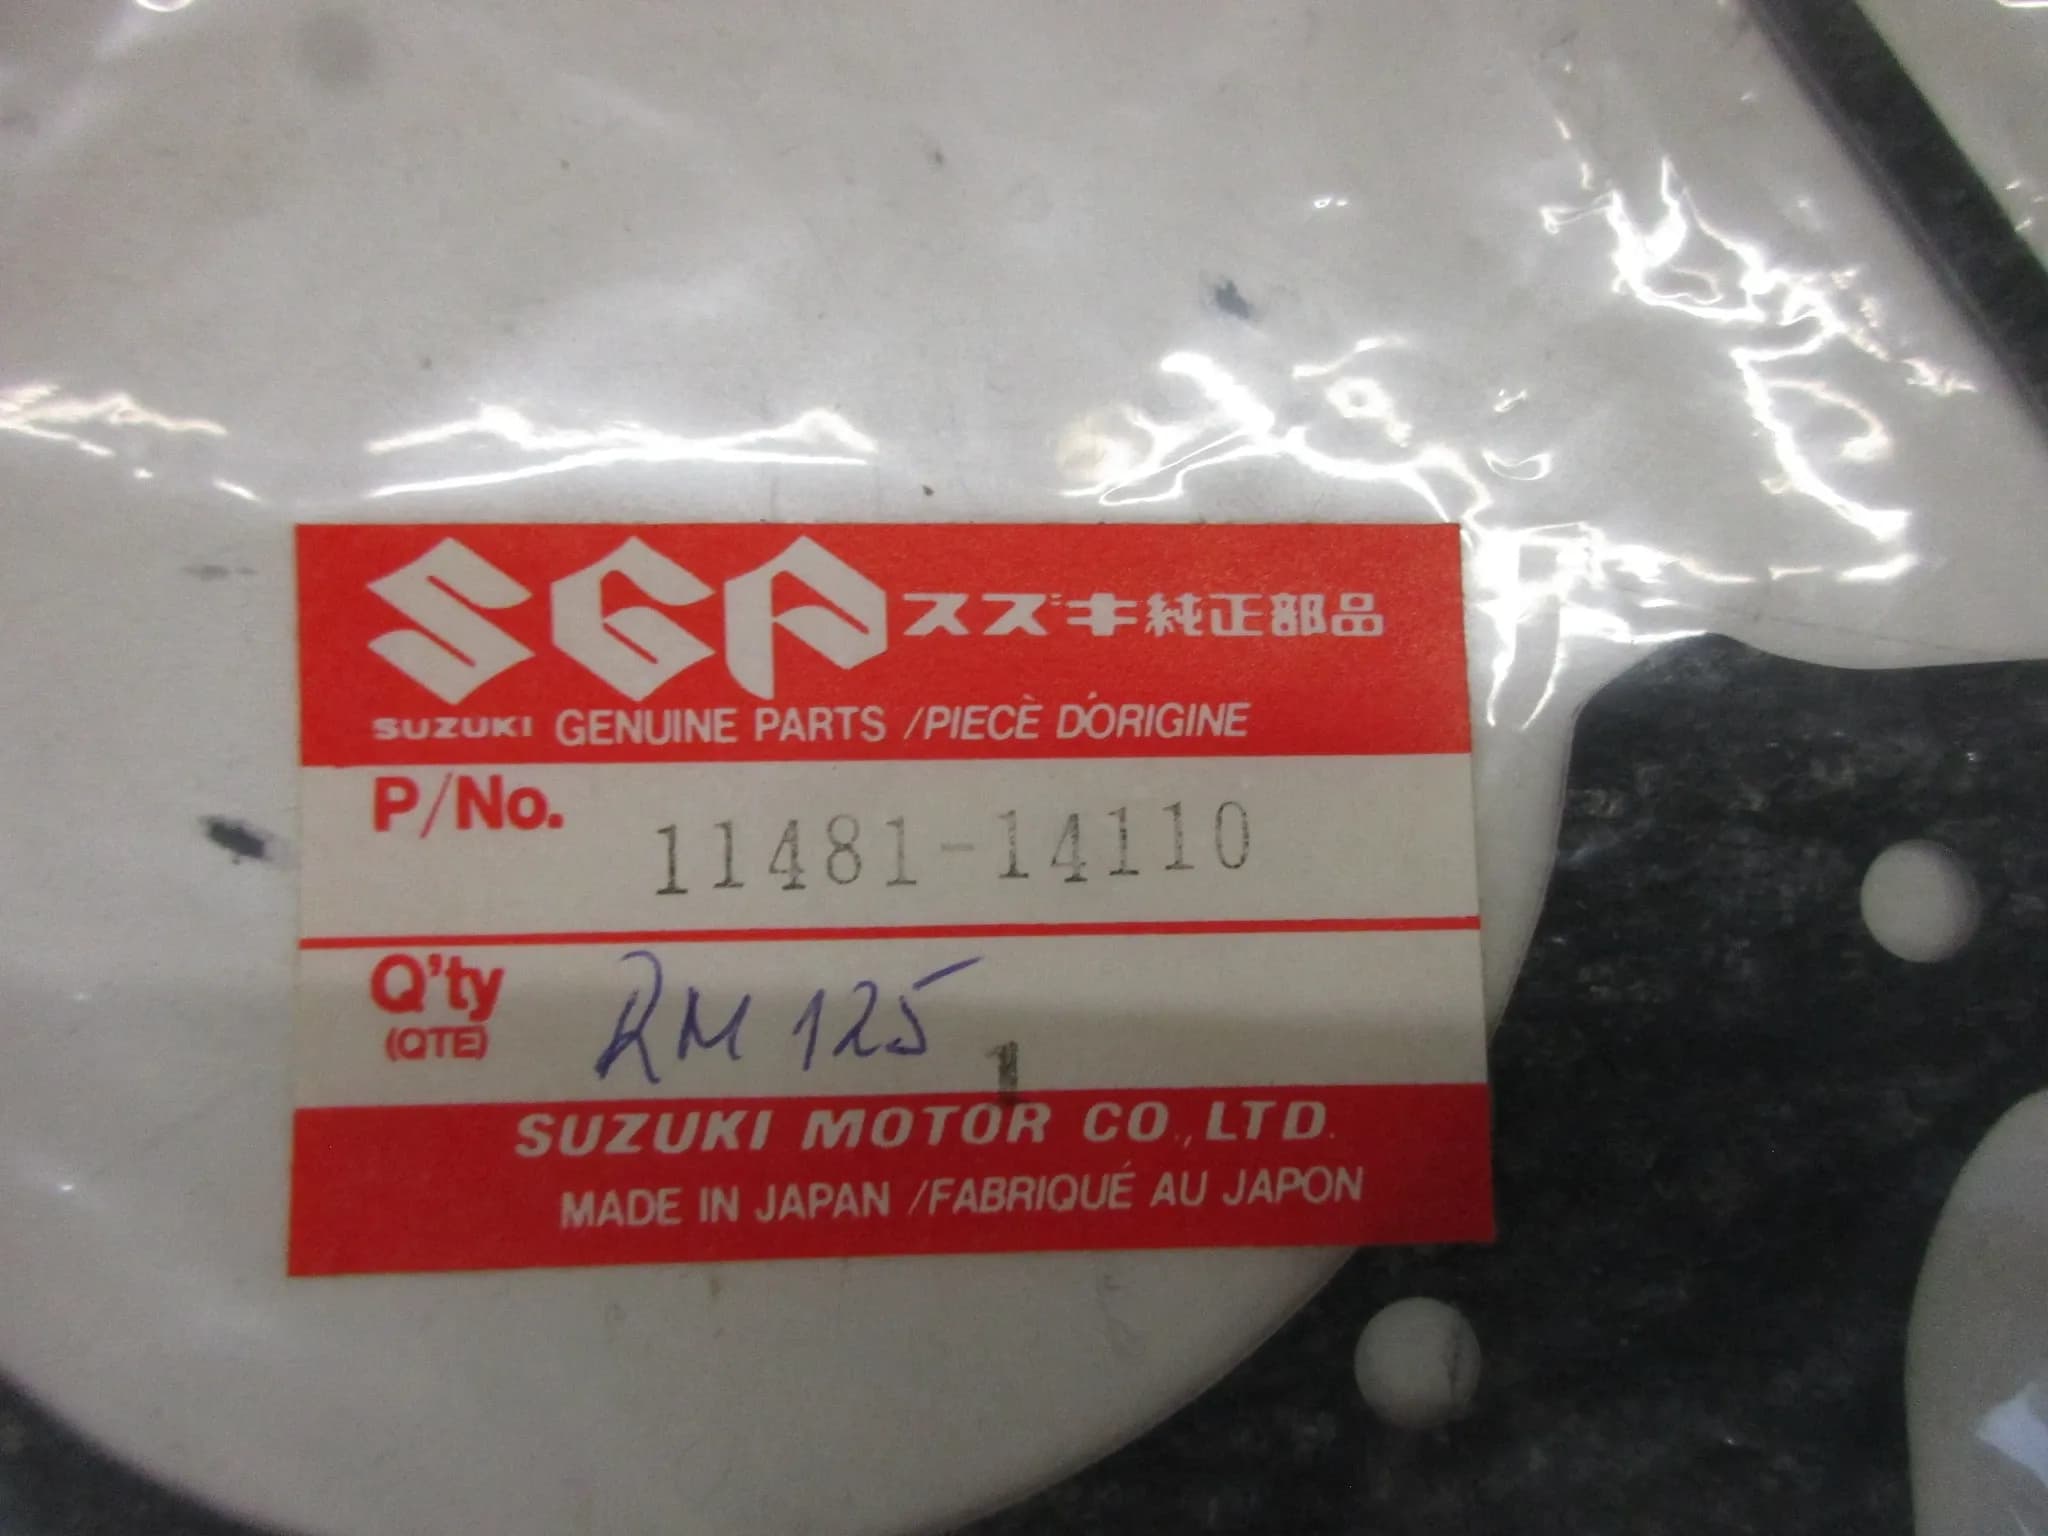 SGP スズキ純正部品
SUZUKI GENUINE PARTS /PIECÈ D'ORIGINE
P/No. 11481-14110
Q'ty RM 125
(QTE) 1
SUZUKI MOTOR CO., LTD.
MADE IN JAPAN /FABRIQUÉ AU JAPON